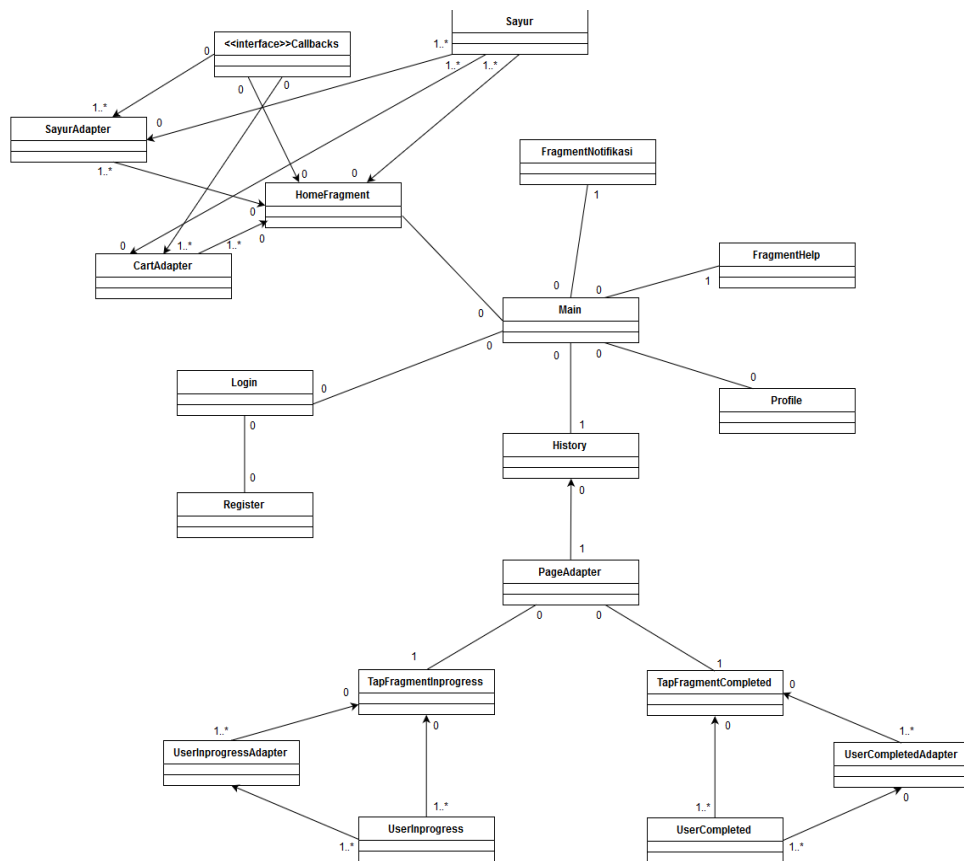 Sayur
<<interface>>Callbacks
0
1..*
1..*
1..*
0
0
1..*
0
SayurAdapter
1..*
FragmentNotifikasi
1
0
0
HomeFragment
0
0
1..*
1..*
0
CartAdapter
FragmentHelp
1
0
0
Main
0
0
0
0
Login
0
0
Profile
0
1
History
0
0
Register
1
PageAdapter
0
0
1
1
TapFragmentInprogress
TapFragmentCompleted
0
0
0
0
1..*
1..*
UserInprogressAdapter
UserCompletedAdapter
0
1..*
1..*
UserInprogress
UserCompleted
1..*
1..*